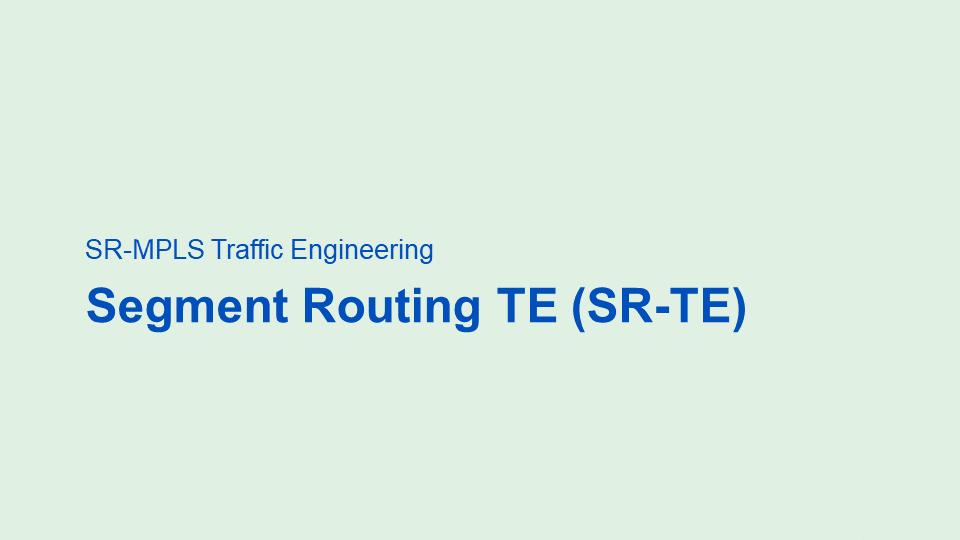 SR-MPLS Traffic Engineering
Segment Routing TE (SR-TE)